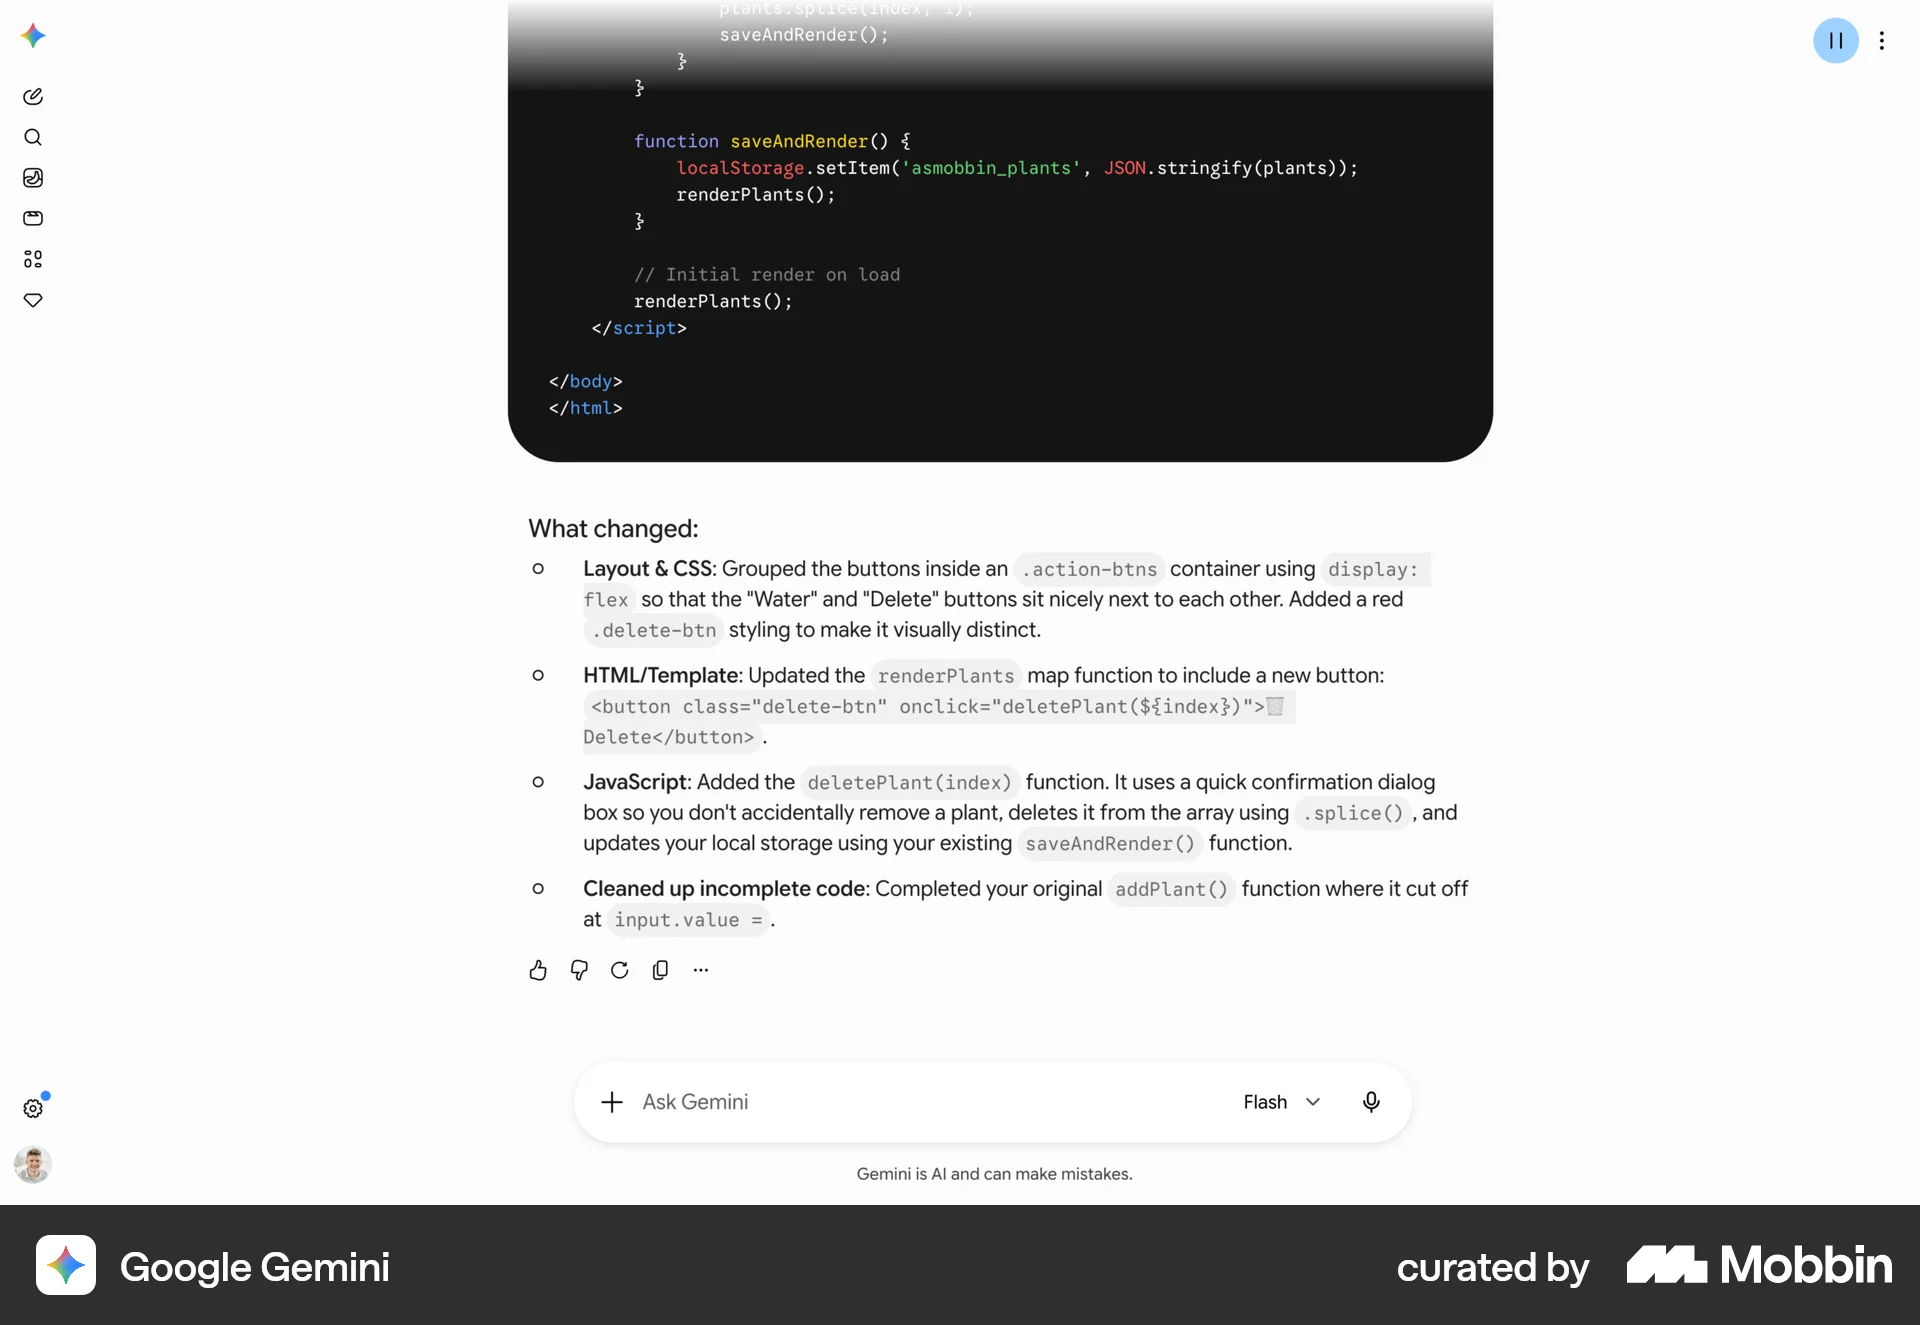 plants.splice(index, 1);
saveAndRender();
}
}
function saveAndRender() {
localStorage.setItem('asmobbin_plants', JSON.stringify(plants));
renderPlants();
}
// Initial render on load
renderPlants();
</script>
</body>
</html>
What changed:
Layout & CSS: Grouped the buttons inside an .action-btns container using display:
flex so that the "Water" and "Delete" buttons sit nicely next to each other. Added a red
.delete-btn styling to make it visually distinct.
HTML/Template: Updated the renderPlants map function to include a new button:
<button class="delete-btn" onclick="deletePlant(${index})">🗑️
Delete</button>.
JavaScript: Added the deletePlant(index) function. It uses a quick confirmation dialog
box so you don't accidentally remove a plant, deletes it from the array using .splice(), and
updates your local storage using your existing saveAndRender() function.
Cleaned up incomplete code: Completed your original addPlant() function where it cut off
at input.value =.
Ask Gemini
Flash
Gemini is AI and can make mistakes.
Google Gemini
curated by Mobbin